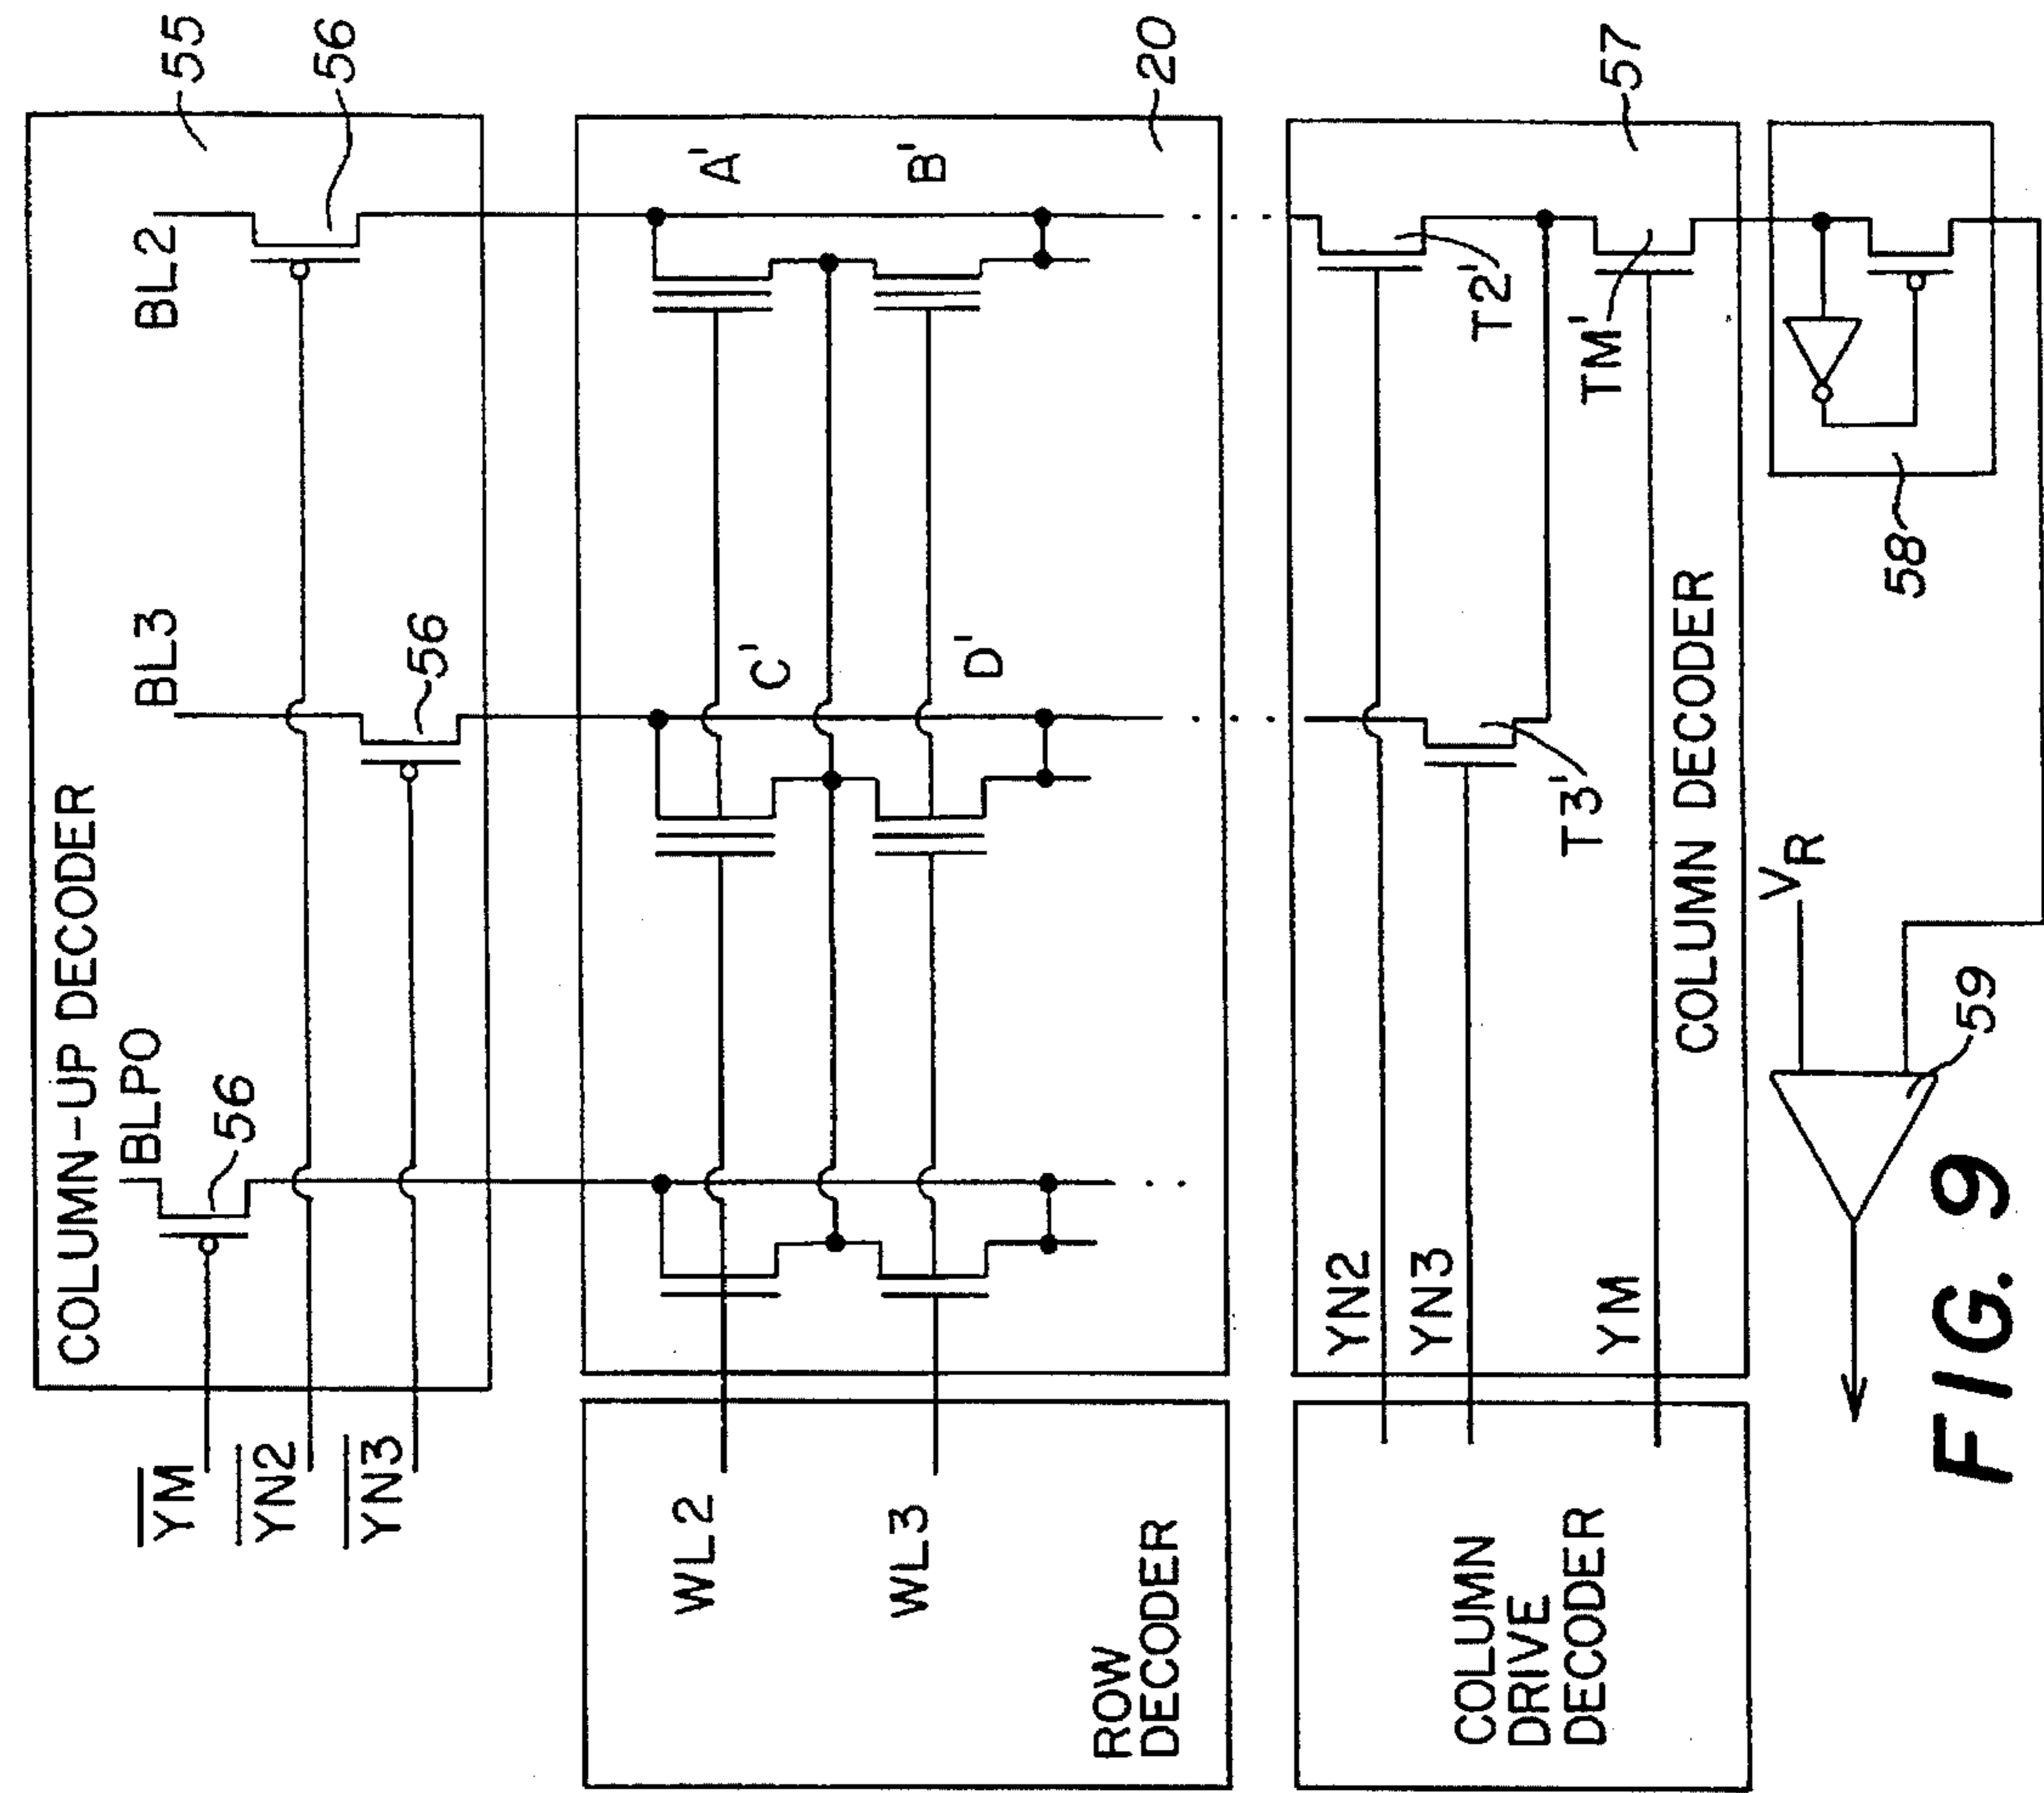 COLUMN-UP DECODER
55
BLPO
BL3
BL2
56
56
56
YM
YN2
YN3
20
A'
B'
C'
D'
WL2
WL3
ROW
DECODER
YN2
YN3
YM
T2'
TM'
T3'
57
COLUMN DECODER
COLUMN
DRIVE
DECODER
58
VR
59
FIG. 9